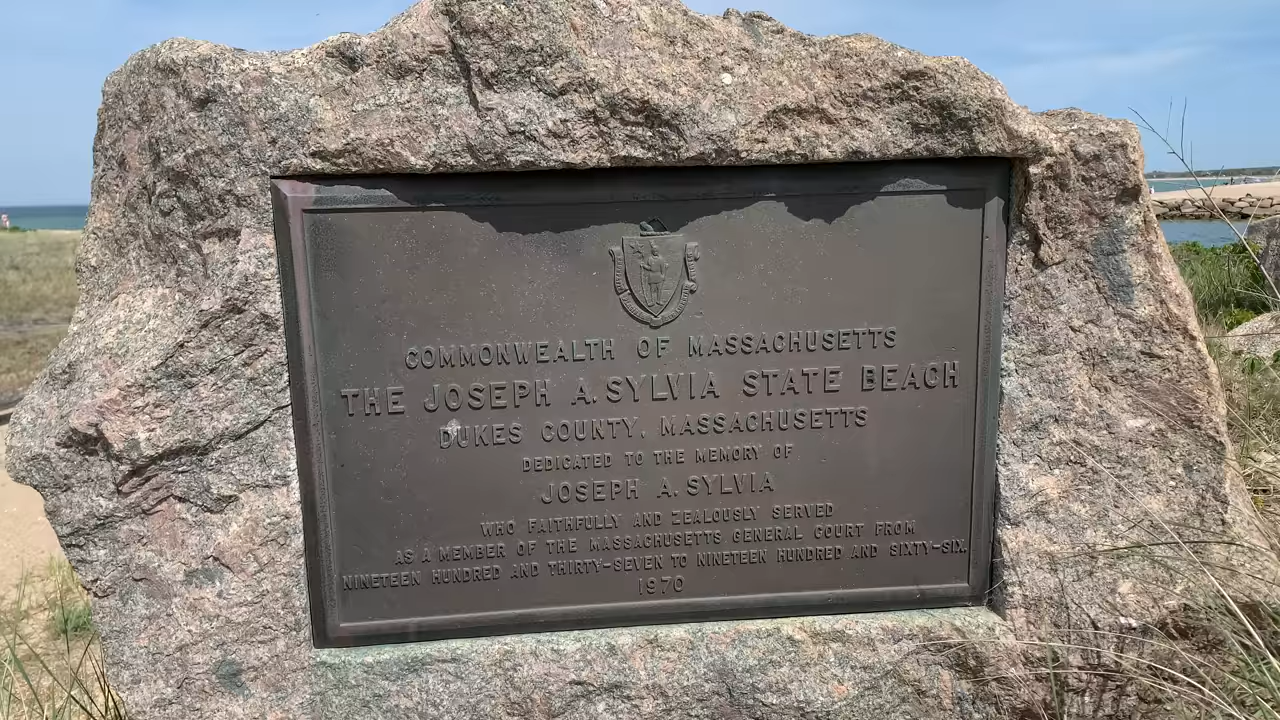 COMMONWEALTH OF MASSACHUSETTS
THE JOSEPH A. SYLVIA STATE BEACH
DUKES COUNTY, MASSACHUSETTS
DEDICATED TO THE MEMORY OF
JOSEPH A. SYLVIA
WHO FAITHFULLY AND ZEALOUSLY SERVED
AS A MEMBER OF THE MASSACHUSETTS GENERAL COURT FROM
NINETEEN HUNDRED AND THIRTY-SEVEN TO NINETEEN HUNDRED AND SIXTY-SIX.
1970